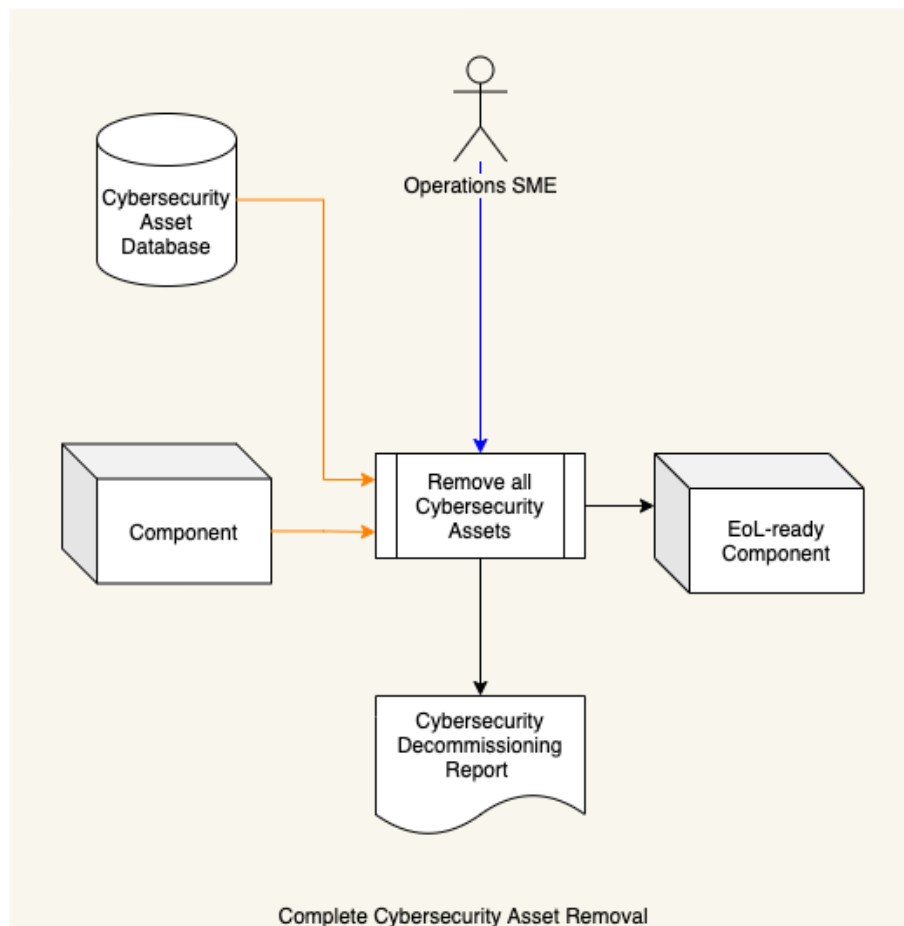 Operations SME
Cybersecurity
Asset
Database
Component
Remove all
Cybersecurity
Assets
EoL-ready
Component
Cybersecurity
Decommissioning
Report
Complete Cybersecurity Asset Removal